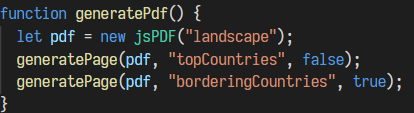 function generatePdf() {
  let pdf = new jsPDF("landscape");
  generatePage(pdf, "topCountries", false);
  generatePage(pdf, "borderingCountries", true);
}